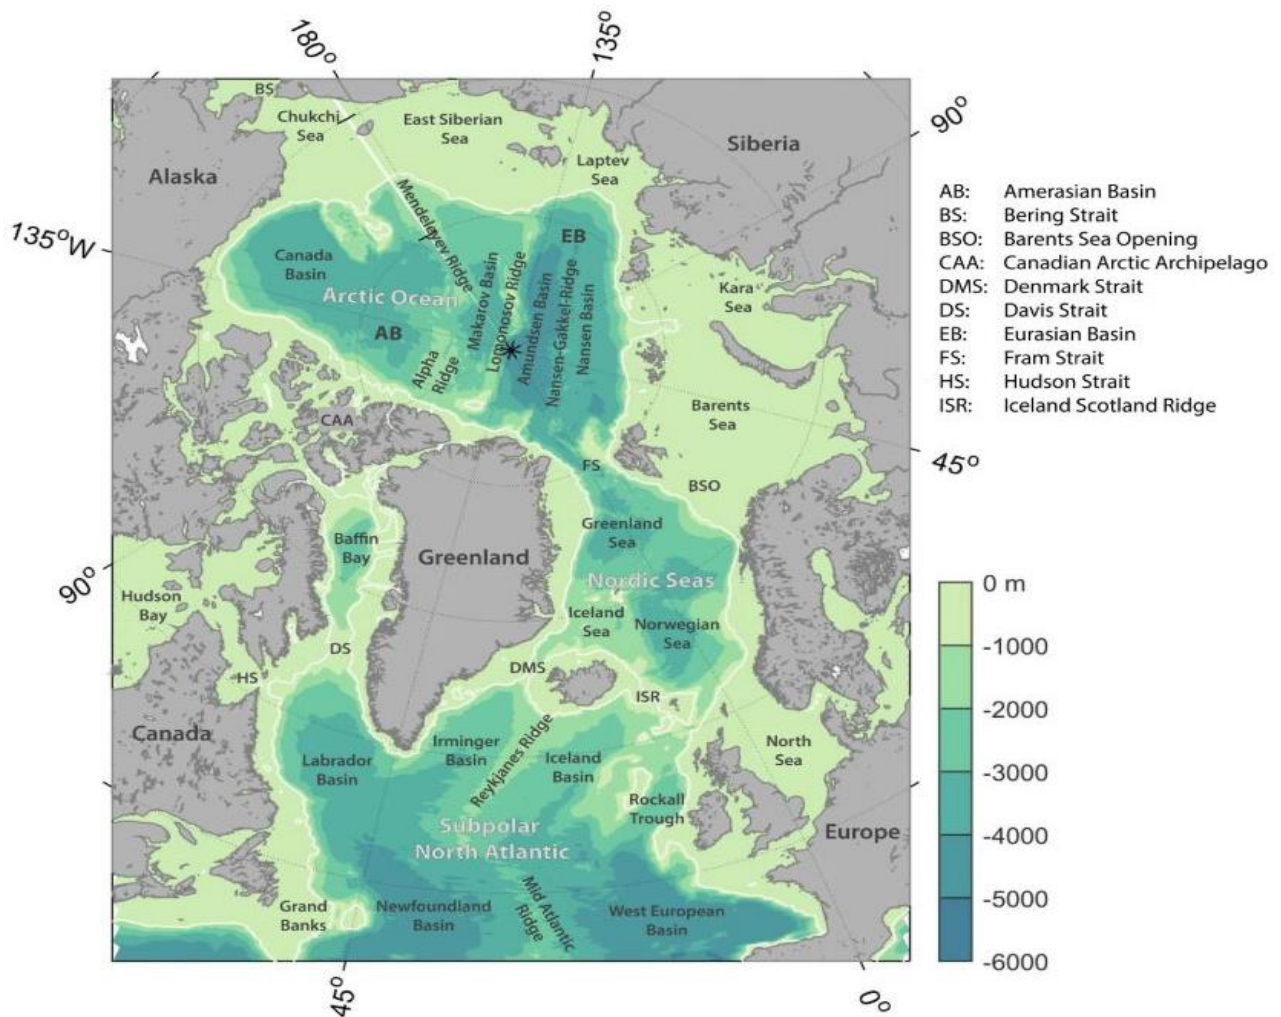 180°
135°
90°
45°
0°
45°
90°
135°W
BS
Chukchi
Sea
East Siberian
Sea
Laptev
Sea
Siberia
Alaska
Mendeleyev Ridge
EB
Canada
Basin
Arctic Ocean
AB
Alpha
Ridge
Makarov Basin
Lomonosov Ridge
Amundsen Basin
Nansen-Gakkel-Ridge
Nansen Basin
Kara
Sea
Barents
Sea
CAA
FS
BSO
Greenland
Sea
Baffin
Bay
Greenland
Nordic Seas
Hudson
Bay
Iceland
Sea
Norwegian
Sea
DS
HS
DMS
ISR
Canada
Labrador
Basin
Irminger
Basin
Reykjanes Ridge
Iceland
Basin
North
Sea
Rockall
Trough
Europe
Subpolar
North Atlantic
Grand
Banks
Newfoundland
Basin
Mid Atlantic
Ridge
West European
Basin
AB: Amerasian Basin
BS: Bering Strait
BSO: Barents Sea Opening
CAA: Canadian Arctic Archipelago
DMS: Denmark Strait
DS: Davis Strait
EB: Eurasian Basin
FS: Fram Strait
HS: Hudson Strait
ISR: Iceland Scotland Ridge
0 m
-1000
-2000
-3000
-4000
-5000
-6000